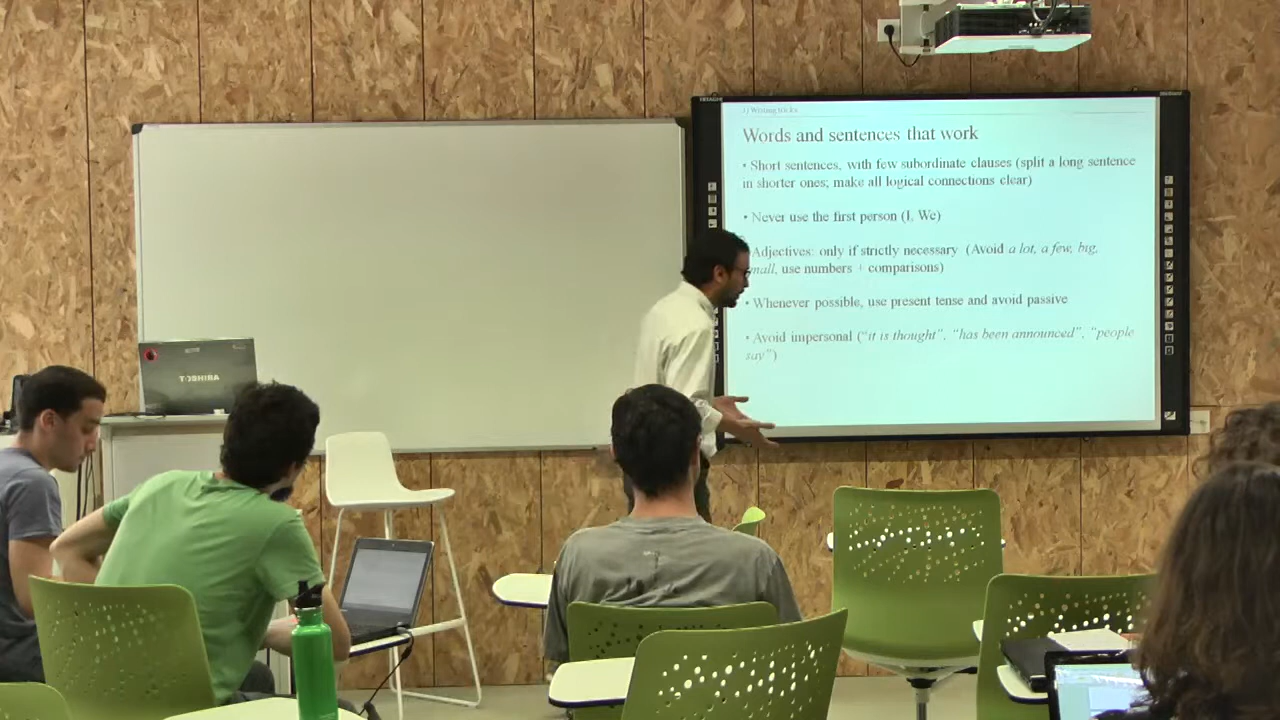 Writing tricks
Words and sentences that work
• Short sentences, with few subordinate clauses (split a long sentence
in shorter ones; make all logical connections clear)
• Never use the first person (I, We)
Adjectives: only if strictly necessary (Avoid a lot, a few, big,
mall, use numbers + comparisons)
• Whenever possible, use present tense and avoid passive
• Avoid impersonal ("it is thought", "has been announced", "people
say")
HITACHI
TOSHIBA